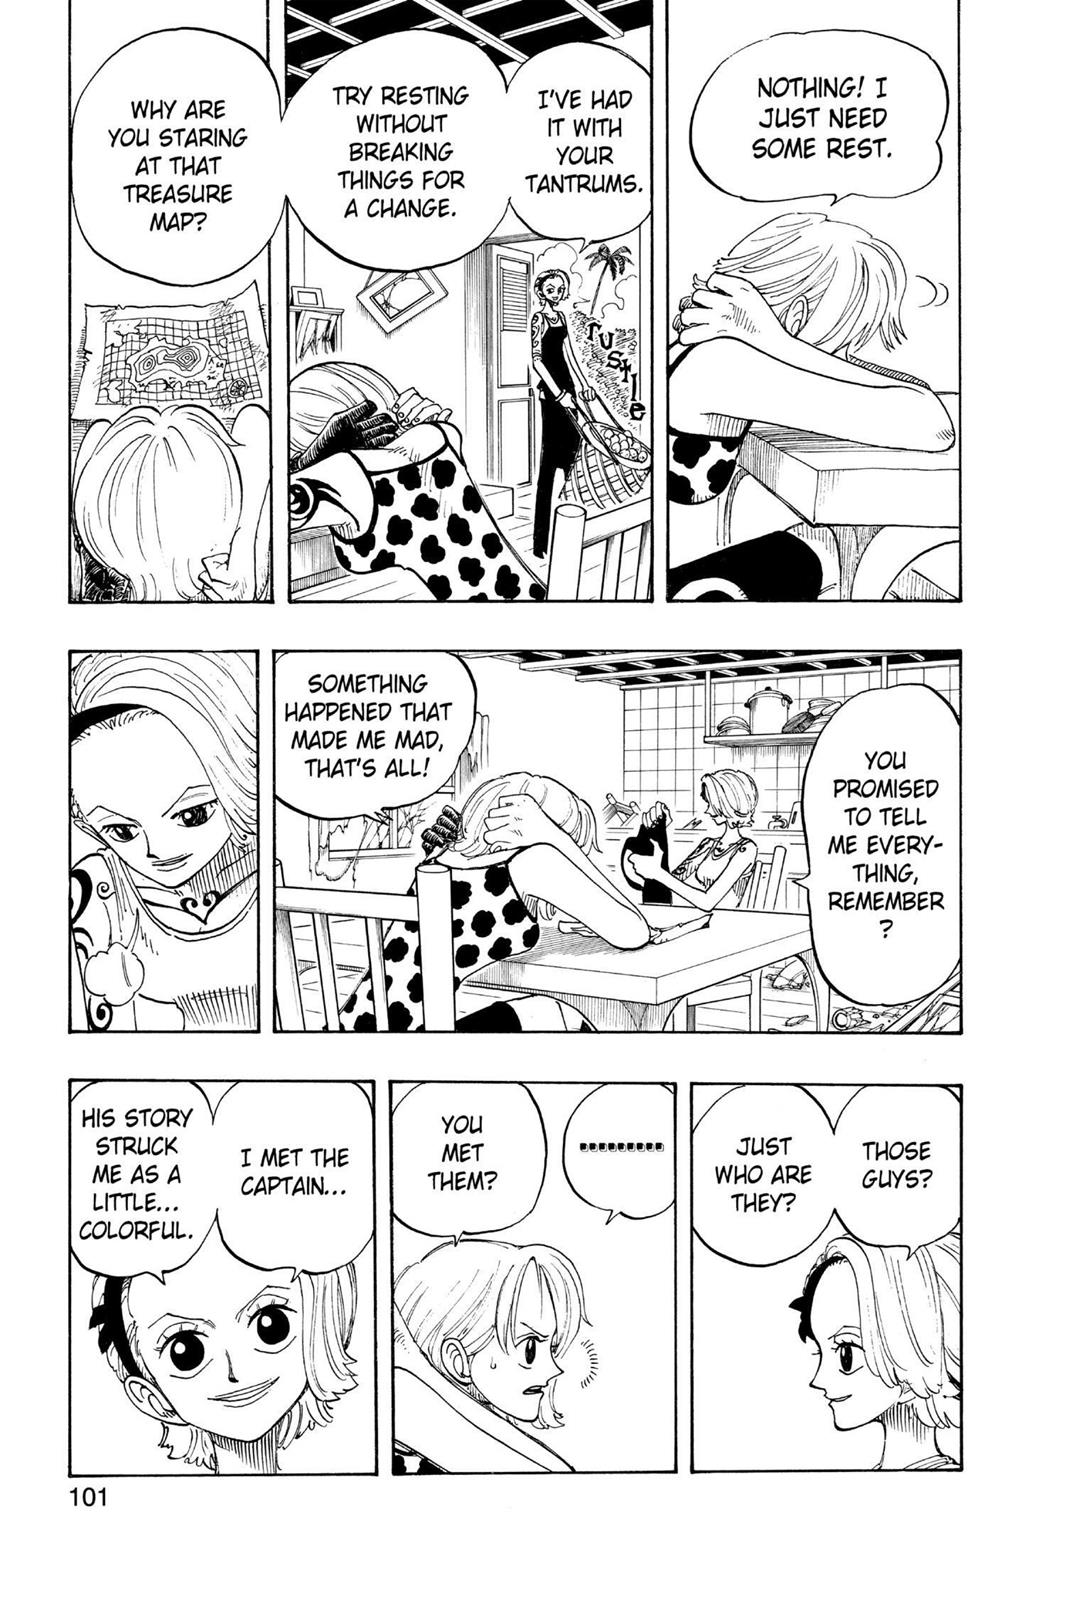 NOTHING! I
JUST NEED
SOME REST.
I'VE HAD
IT WITH
YOUR
TANTRUMS.
TRY RESTING
WITHOUT
BREAKING
THINGS FOR
A CHANGE.
rustle
WHY ARE
YOU STARING
AT THAT
TREASURE
MAP?
YOU
PROMISED
TO TELL
ME EVERY-
THING,
REMEMBER
?
SOMETHING
HAPPENED THAT
MADE ME MAD,
THAT'S ALL!
THOSE
GUYS?
JUST
WHO ARE
THEY?
..........
YOU
MET
THEM?
I MET THE
CAPTAIN...
HIS STORY
STRUCK
ME AS A
LITTLE...
COLORFUL.
101